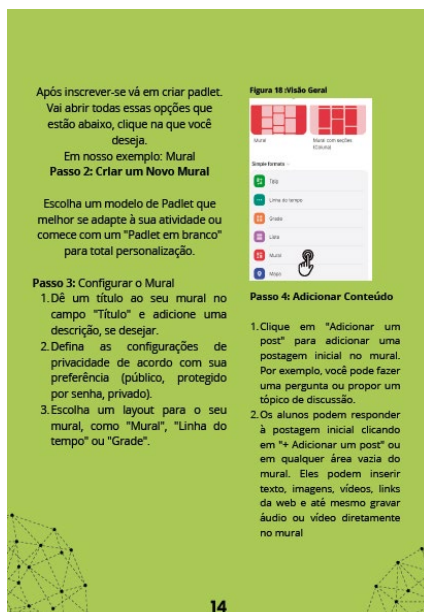 Após inscrever-se vá em criar padlet.
Vai abrir todas essas opções que
estão abaixo, clique na que você
deseja.
Em nosso exemplo: Mural
Passo 2: Criar um Novo Mural
Escolha um modelo de Padlet que
melhor se adapte à sua atividade ou
comece com um "Padlet em branco"
para total personalização.
Passo 3: Configurar o Mural
1. Dê um título ao seu mural no
campo "Título" e adicione uma
descrição, se desejar.
2. Defina as configurações de
privacidade de acordo com sua
preferência (público, protegido
por senha, privado).
3. Escolha um layout para o seu
mural, como "Mural", "Linha do
tempo" ou "Grade".
Figura 18 :Visão Geral
Mural
Mural com seções
(Coluna)
Simple formats
Tela
Linha do tempo
Grade
Lista
Mural
Mapa
Passo 4: Adicionar Conteúdo
1. Clique em "Adicionar um
post" para adicionar uma
postagem inicial no mural.
Por exemplo, você pode fazer
uma pergunta ou propor um
tópico de discussão.
2. Os alunos podem responder
à postagem inicial clicando
em "+ Adicionar um post" ou
em qualquer área vazia do
mural. Eles podem inserir
texto, imagens, vídeos, links
da web e até mesmo gravar
áudio ou vídeo diretamente
no mural
14